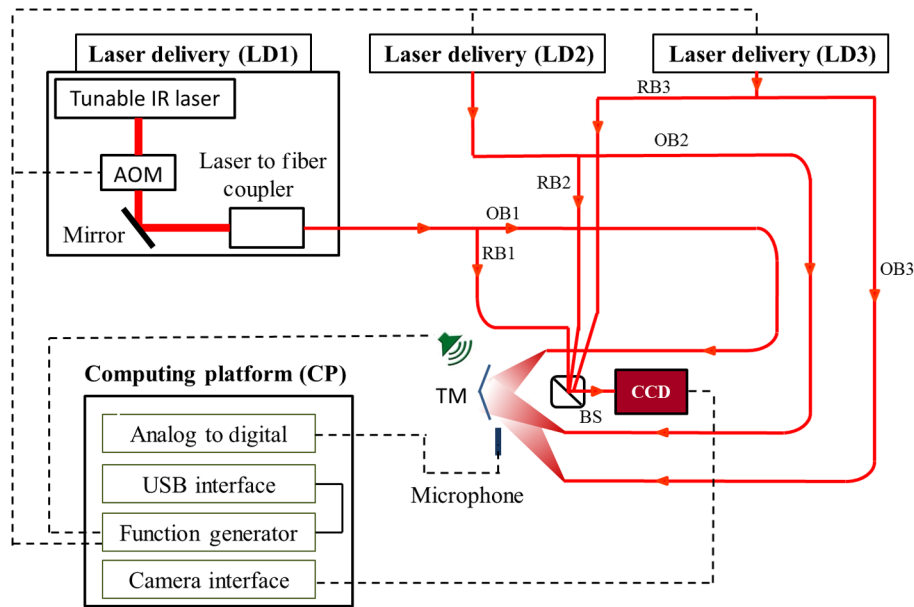 Laser delivery (LD1)
Laser delivery (LD2)
Laser delivery (LD3)
Tunable IR laser
AOM
Laser to fiber
coupler
Mirror
RB3
OB2
RB2
OB1
RB1
OB3
Computing platform (CP)
TM
BS
CCD
Analog to digital
USB interface
Function generator
Camera interface
Microphone